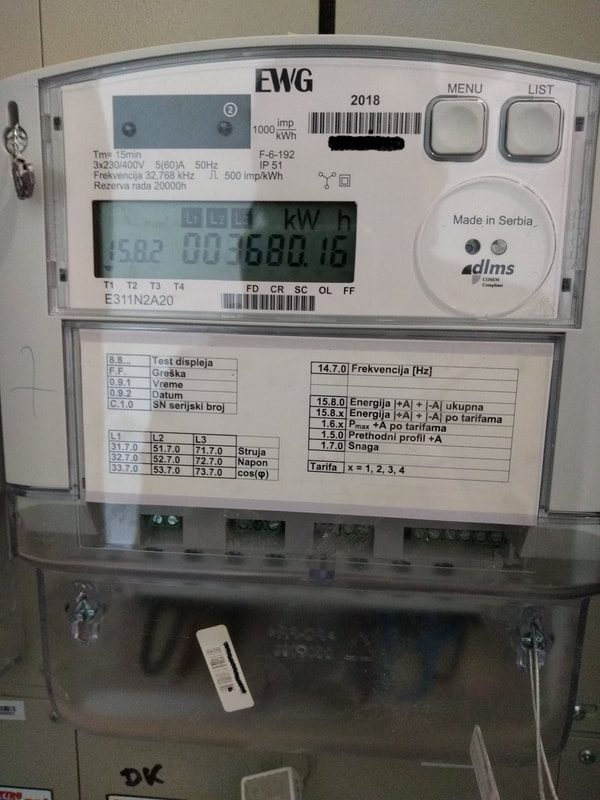 EWG
MENU
LIST
2018
2
1000 imp
kWh
Tm= 15min
3x230/400V 5(60)A 50Hz
Frekvencija 32,768 kHz 500 imp/kWh
Rezerva rada 20000h
F-6-192
IP 51
L1 L2 L3 kW h
15.8.2 003680.16
T1 T2 T3 T4
FD CR SC OL FF
E311N2A20
Made in Serbia
dlms
COSEM
Compliant
8.8... Test displeja
F.F. Greška
0.9.1 Vreme
0.9.2 Datum
C.1.0 SN serijski broj
L1 L2 L3
31.7.0 51.7.0 71.7.0 Struja
32.7.0 52.7.0 72.7.0 Napon
33.7.0 53.7.0 73.7.0 cos(φ)
14.7.0 Frekvencija [Hz]
15.8.0 Energija |+A| + |-A| ukupna
15.8.x Energija |+A| + |-A| po tarifama
1.6.x Pmax +A po tarifama
1.5.0 Prethodni profil +A
1.7.0 Snaga
Tarifa x = 1, 2, 3, 4
DK